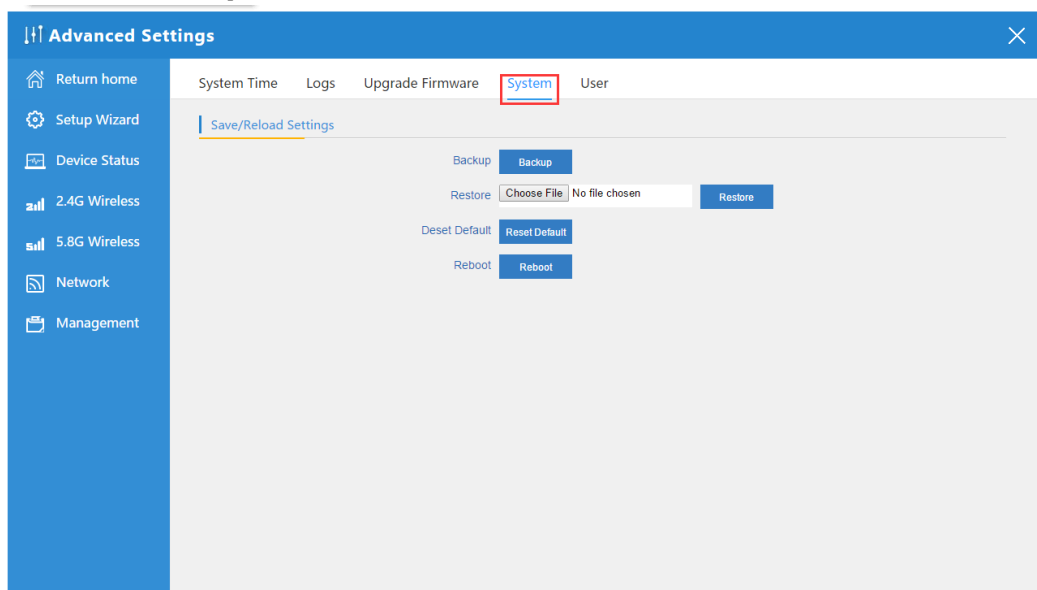 Advanced Settings
Return home
Setup Wizard
Device Status
2.4G Wireless
5.8G Wireless
Network
Management
System Time Logs Upgrade Firmware System User
Save/Reload Settings
Backup Backup
Restore Choose File No file chosen Restore
Deset Default Reset Default
Reboot Reboot